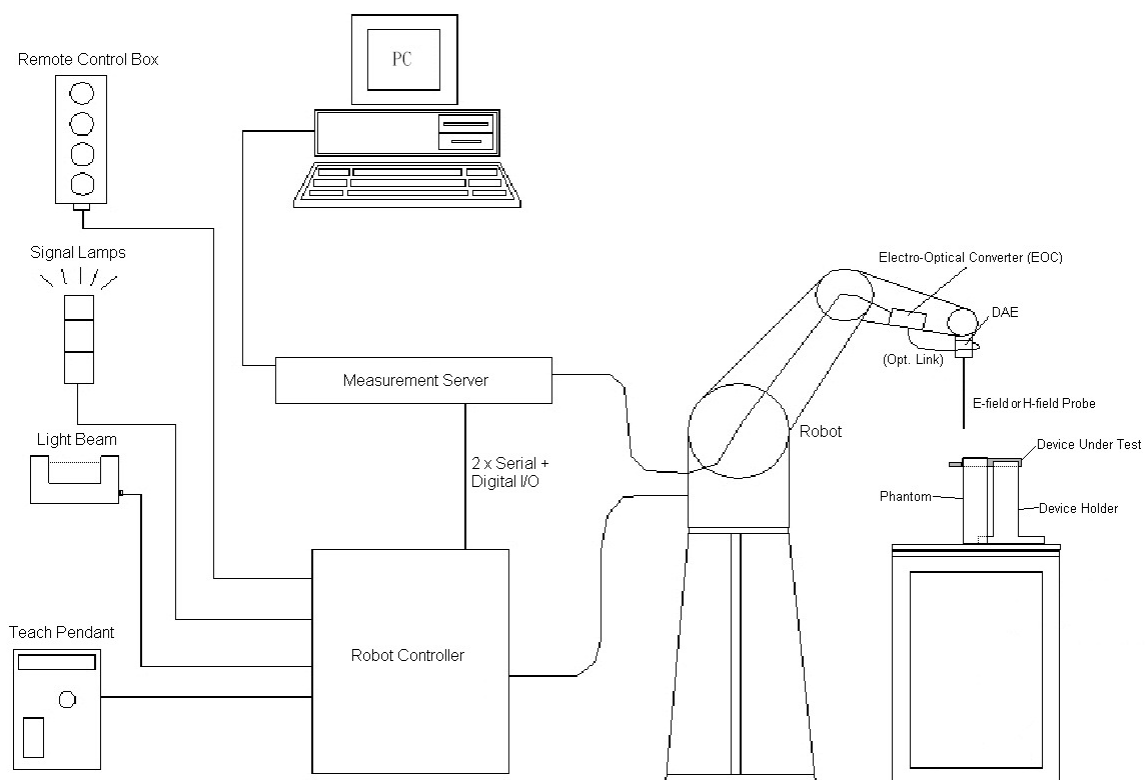 PC
Remote Control Box
Signal Lamps
Electro-Optical Converter (EOC)
DAE
(Opt. Link)
Measurement Server
E-field or H-field Probe
Light Beam
Robot
Device Under Test
2 x Serial +
Digital I/O
Phantom
Device Holder
Teach Pendant
Robot Controller